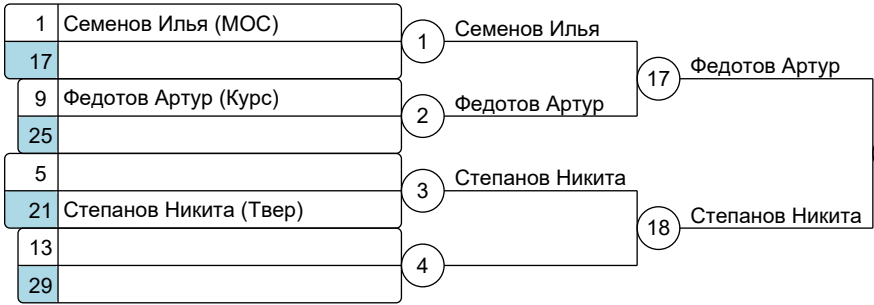 1 Семенов Илья (МОС)
17
1 Семенов Илья
9 Федотов Артур (Курс)
25
2 Федотов Артур
17 Федотов Артур
5
21 Степанов Никита (Твер)
3 Степанов Никита
13
29
4
18 Степанов Никита